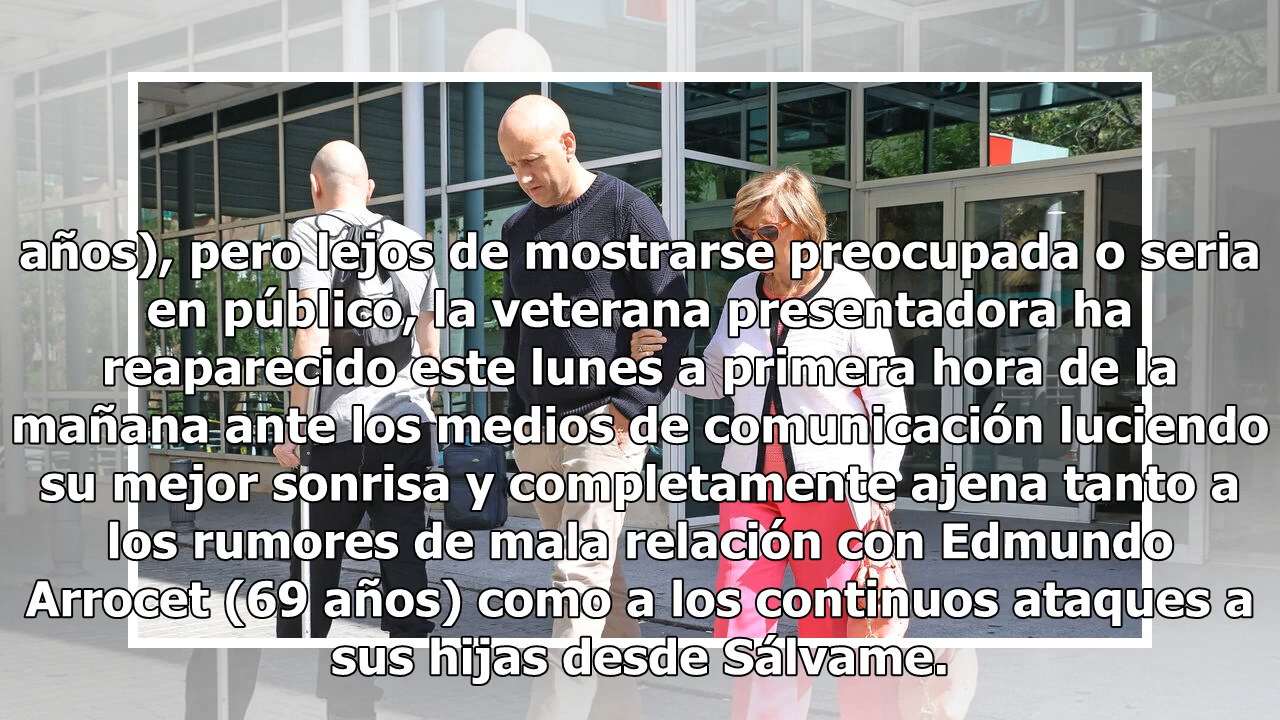 años), pero lejos de mostrarse preocupada o seria
en público, la veterana presentadora ha
reaparecido este lunes a primera hora de la
mañana ante los medios de comunicación luciendo
su mejor sonrisa y completamente ajena tanto a
los rumores de mala relación con Edmundo
Arrocet (69 años) como a los continuos ataques a
sus hijas desde Sálvame.